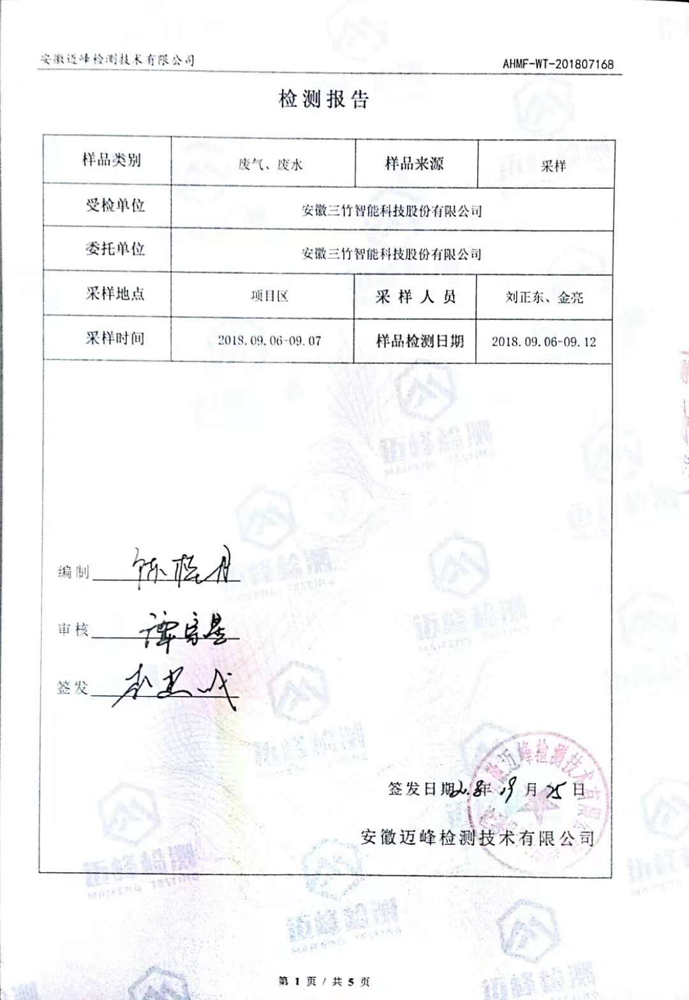 安徽迈峰检测技术有限公司 AHMF-WT-201807168
检测报告
样品类别 废气、废水 样品来源 采样
受检单位 安徽三竹智能科技股份有限公司
委托单位 安徽三竹智能科技股份有限公司
采样地点 项目区 采样人员 刘正东、金亮
采样时间 2018.09.06-09.07 样品检测日期 2018.09.06-09.12
编制
审核
签发
签发日期 年 月 25 日
安徽迈峰检测技术有限公司
第 1 页 / 共 5 页